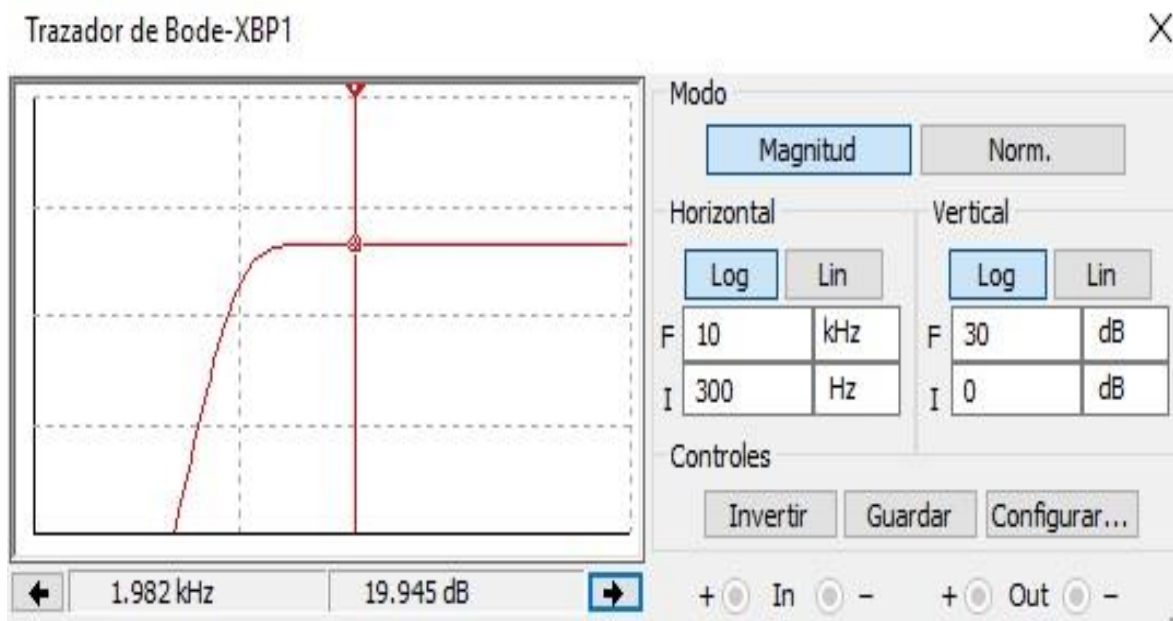 Trazador de Bode-XBP1
X
Modo
Magnitud Norm.
Horizontal Vertical
Log Lin Log Lin
F 10 kHz F 30 dB
I 300 Hz I 0 dB
Controles
Invertir Guardar Configurar...
1.982 kHz 19.945 dB
+ In - + Out -